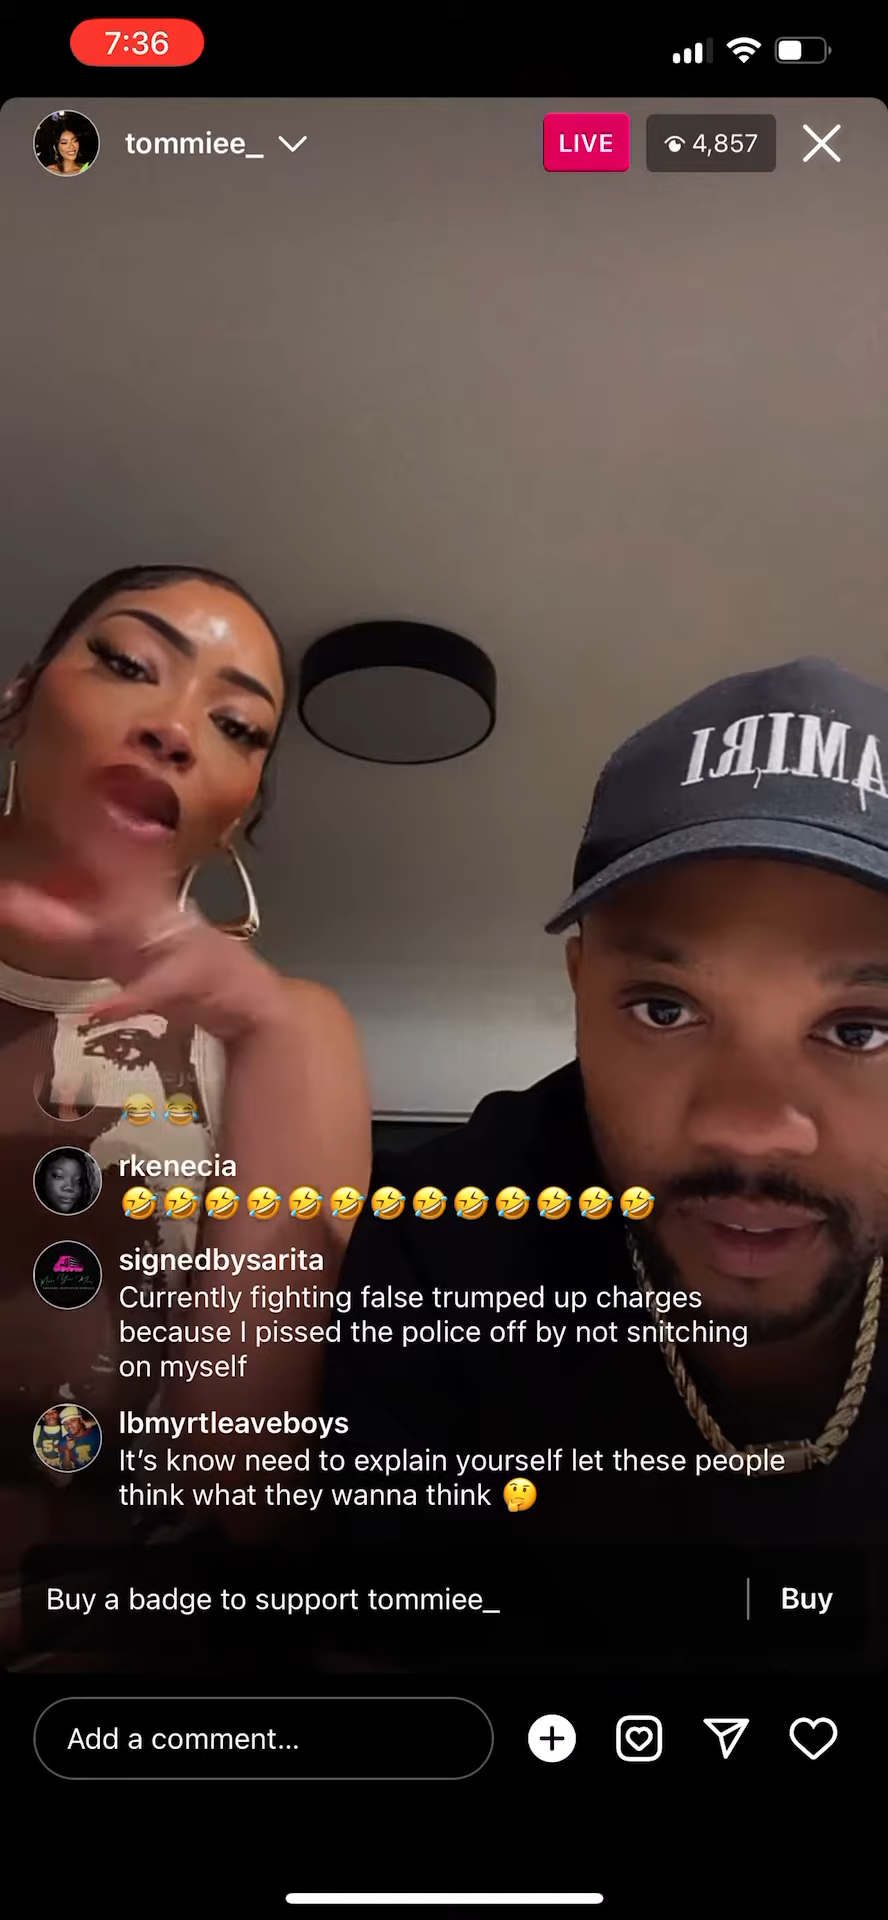 7:36
tommiee_
LIVE
4,857
AMIRI
😂😂
rkenecia
🤣🤣🤣🤣🤣🤣🤣🤣🤣🤣🤣🤣🤣
signedbysarita
Currently fighting false trumped up charges
because I pissed the police off by not snitching
on myself
lbmyrtleaveboys
It’s know need to explain yourself let these people
think what they wanna think 🤔
Buy a badge to support tommiee_
Buy
Add a comment...